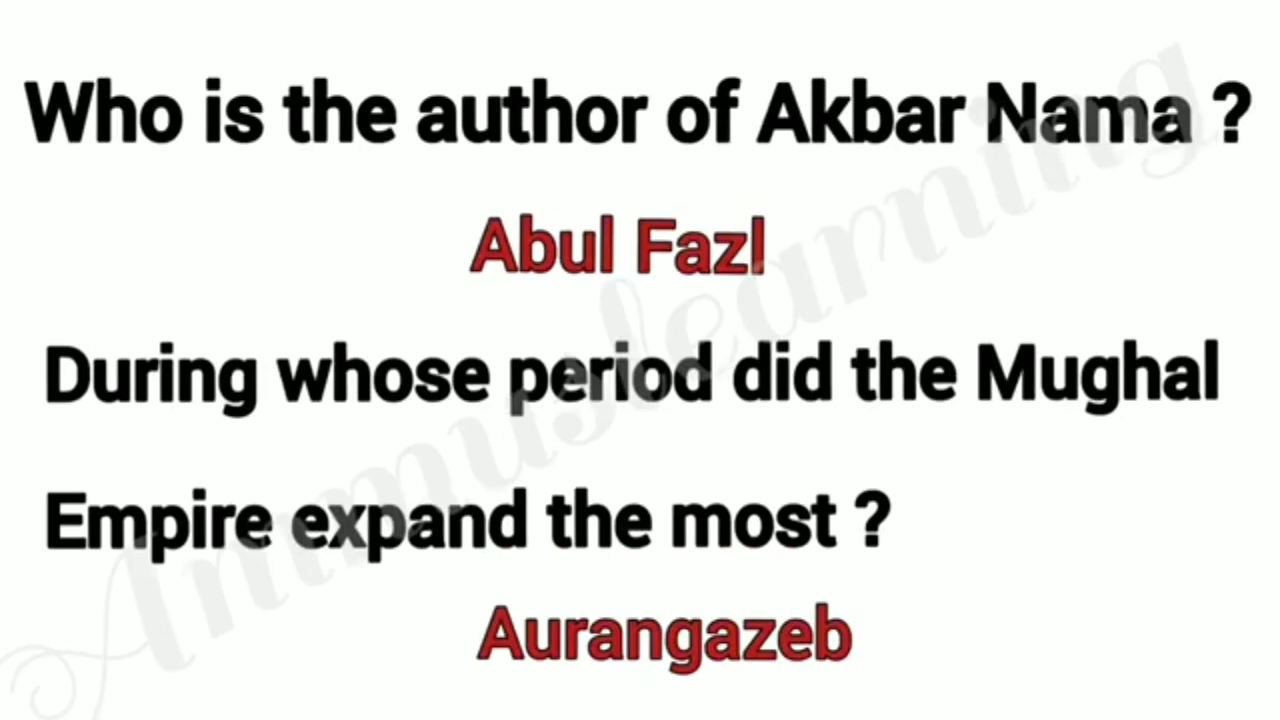 Who is the author of Akbar Nama ?
Abul Fazl
During whose period did the Mughal
Empire expand the most ?
Aurangazeb
Ammuslearning